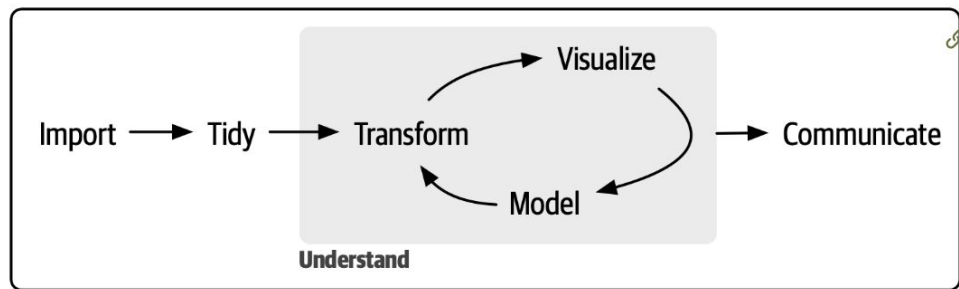 Visualize
Import
Tidy
Transform
Communicate
Model
Understand